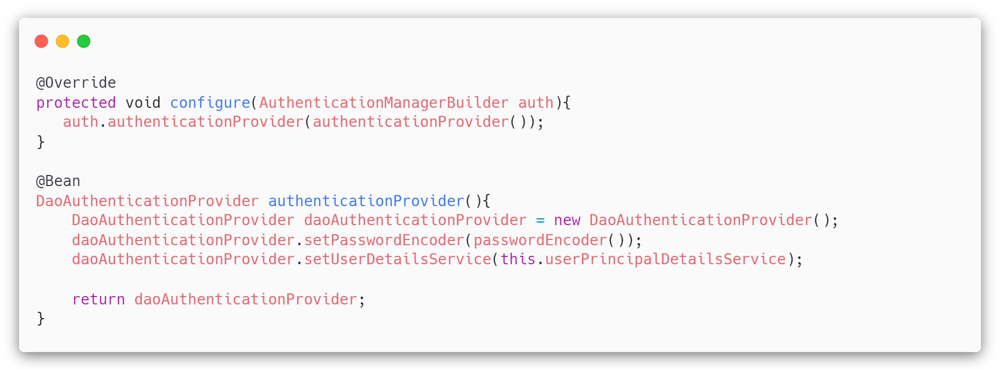 @Override
protected void configure(AuthenticationManagerBuilder auth){
   auth.authenticationProvider(authenticationProvider());
}

@Bean
DaoAuthenticationProvider authenticationProvider(){
    DaoAuthenticationProvider daoAuthenticationProvider = new DaoAuthenticationProvider();
    daoAuthenticationProvider.setPasswordEncoder(passwordEncoder());
    daoAuthenticationProvider.setUserDetailsService(this.userPrincipalDetailsService);

    return daoAuthenticationProvider;
}